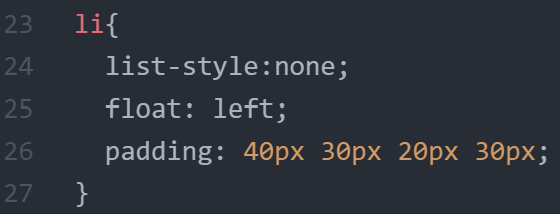 23 li{
24 list-style:none;
25 float: left;
26 padding: 40px 30px 20px 30px;
27 }